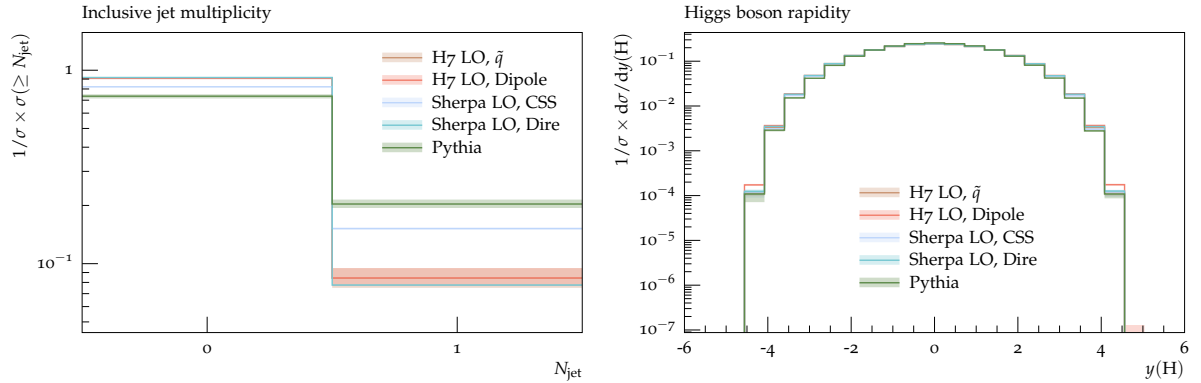 Inclusive jet multiplicity
1/σ × σ(≥ N_jet)
1
10⁻¹
H7 LO, q̃
H7 LO, Dipole
Sherpa LO, CSS
Sherpa LO, Dire
Pythia
0 1
N_jet
Higgs boson rapidity
1/σ × dσ/dy(H)
10⁻¹
10⁻²
10⁻³
10⁻⁴
10⁻⁵
10⁻⁶
10⁻⁷
H7 LO, q̃
H7 LO, Dipole
Sherpa LO, CSS
Sherpa LO, Dire
Pythia
-6 -4 -2 0 2 4 6
y(H)